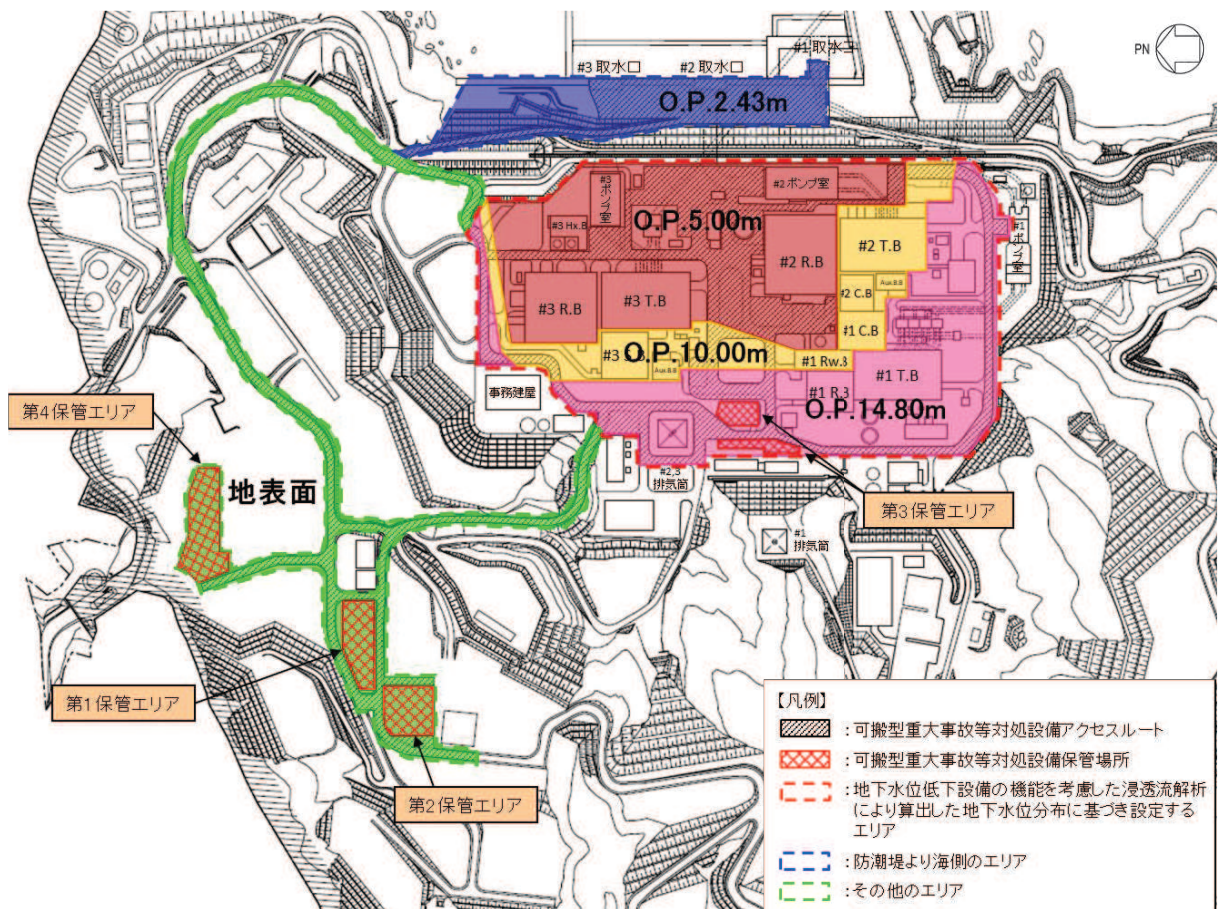 #1 取水口
PN
#3 取水口
#2 取水口
O.P.2.43m
#3
ポンプ室
#2 ポンプ室
#3 Hx.B
O.P.5.00m
#1
ポンプ室
#2 T.B
#2 R.B
Aux.B.B
#2 C.B
#3 R.B
#3 T.B
#1 C.B
O.P.10.00m
#1 Rw.B
Aux.B.B
#1 R.B
#1 T.B
事務建屋
O.P.14.80m
第4保管エリア
#2,3
排気筒
地表面
第3保管エリア
#1
排気筒
第1保管エリア
第2保管エリア
【凡例】
：可搬型重大事故等対処設備アクセスルート
：可搬型重大事故等対処設備保管場所
：地下水位低下設備の機能を考慮した浸透流解析
により算出した地下水位分布に基づき設定する
エリア
：防潮堤より海側のエリア
：その他のエリア